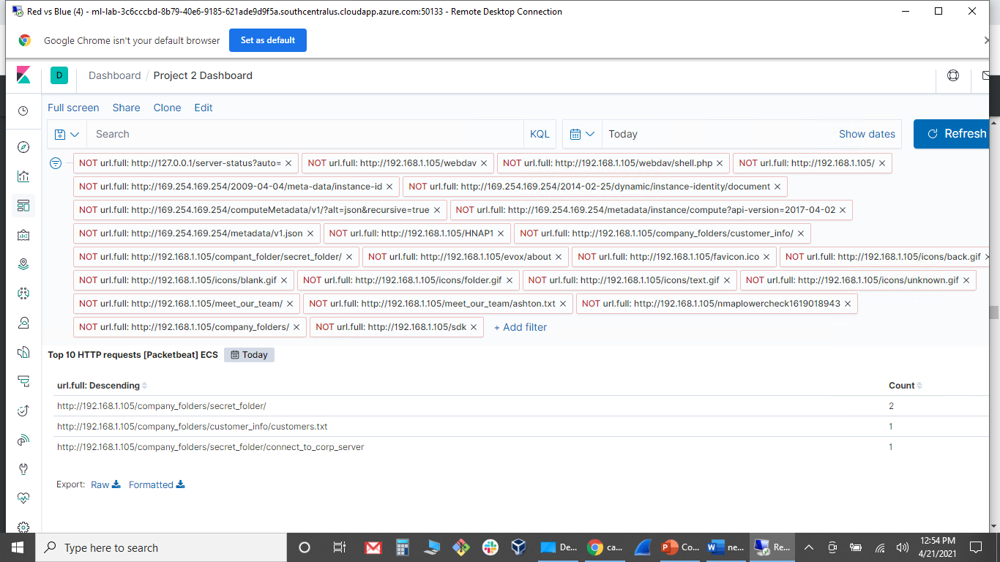 Red vs Blue (4) - ml-lab-3c6cccbd-8b79-40e6-9185-621ade9d9f5a.southcentralus.cloudapp.azure.com:50133 - Remote Desktop Connection
Google Chrome isn't your default browser Set as default
D Dashboard / Project 2 Dashboard
Full screen Share Clone Edit
Search KQL Today Show dates Refresh
NOT url.full: http://127.0.0.1/server-status?auto= × NOT url.full: http://192.168.1.105/webdav × NOT url.full: http://192.168.1.105/webdav/shell.php × NOT url.full: http://192.168.1.105/ ×
NOT url.full: http://169.254.169.254/2009-04-04/meta-data/instance-id × NOT url.full: http://169.254.169.254/2014-02-25/dynamic/instance-identity/document ×
NOT url.full: http://169.254.169.254/computeMetadata/v1/?alt=json&recursive=true × NOT url.full: http://169.254.169.254/metadata/instance/compute?api-version=2017-04-02 ×
NOT url.full: http://169.254.169.254/metadata/v1.json × NOT url.full: http://192.168.1.105/HNAP1 × NOT url.full: http://192.168.1.105/company_folders/customer_info/ ×
NOT url.full: http://192.168.1.105/compant_folder/secret_folder/ × NOT url.full: http://192.168.1.105/evox/about × NOT url.full: http://192.168.1.105/favicon.ico × NOT url.full: http://192.168.1.105/icons/back.gif ×
NOT url.full: http://192.168.1.105/icons/blank.gif × NOT url.full: http://192.168.1.105/icons/folder.gif × NOT url.full: http://192.168.1.105/icons/text.gif × NOT url.full: http://192.168.1.105/icons/unknown.gif ×
NOT url.full: http://192.168.1.105/meet_our_team/ × NOT url.full: http://192.168.1.105/meet_our_team/ashton.txt × NOT url.full: http://192.168.1.105/nmaplowercheck1619018943 ×
NOT url.full: http://192.168.1.105/company_folders/ × NOT url.full: http://192.168.1.105/sdk × + Add filter
Top 10 HTTP requests [Packetbeat] ECS Today
url.full: Descending Count
http://192.168.1.105/company_folders/secret_folder/ 2
http://192.168.1.105/company_folders/customer_info/customers.txt 1
http://192.168.1.105/company_folders/secret_folder/connect_to_corp_server 1
Export: Raw Formatted
Type here to search De... ca... Co... ne... Re... 12:54 PM
4/21/2021